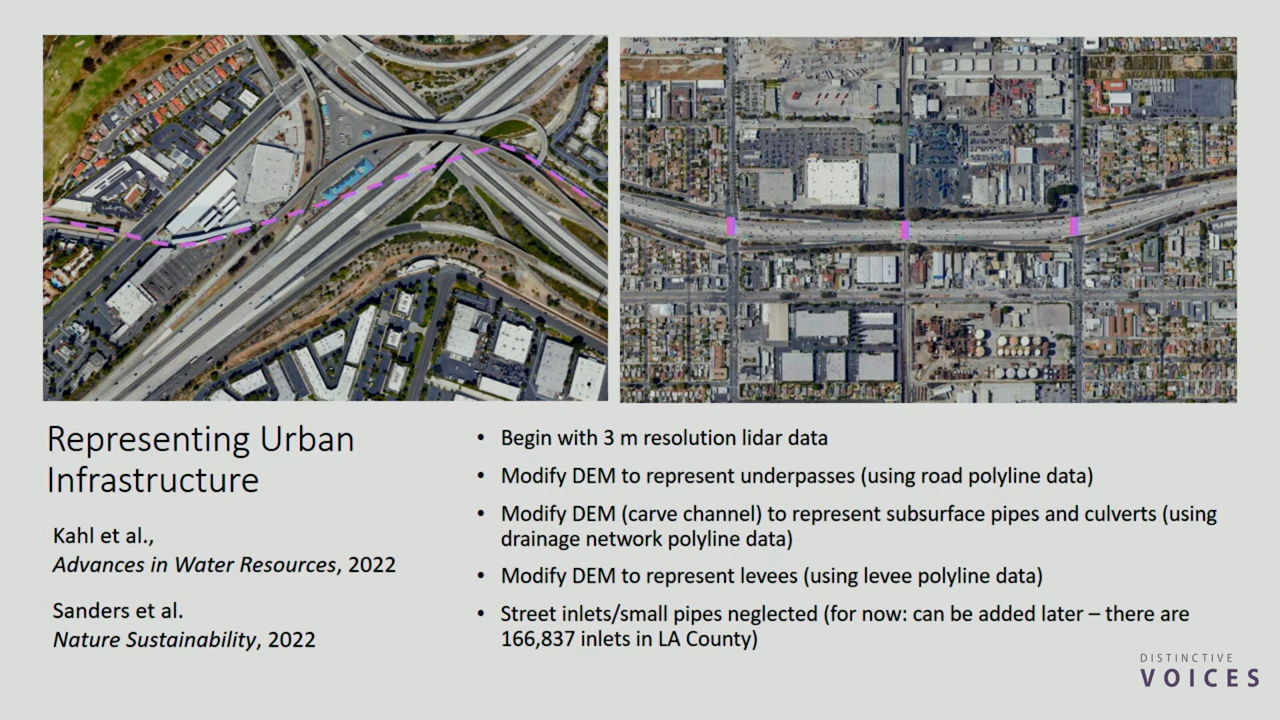 Representing Urban
Infrastructure
Kahl et al.,
Advances in Water Resources, 2022
Sanders et al.
Nature Sustainability, 2022
• Begin with 3 m resolution lidar data
• Modify DEM to represent underpasses (using road polyline data)
• Modify DEM (carve channel) to represent subsurface pipes and culverts (using
drainage network polyline data)
• Modify DEM to represent levees (using levee polyline data)
• Street inlets/small pipes neglected (for now: can be added later – there are
166,837 inlets in LA County)
DISTINCTIVE
VOICES